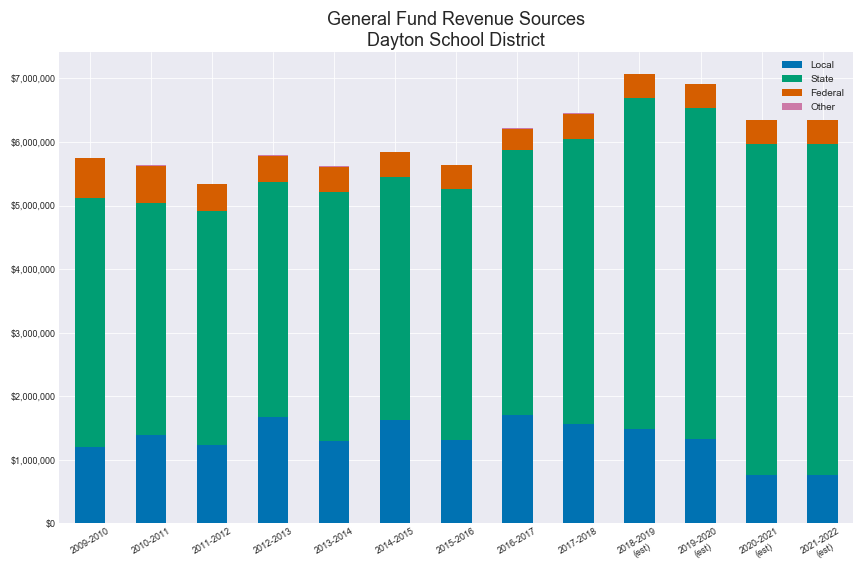 General Fund Revenue Sources
Dayton School District
Local
State
Federal
Other
$7,000,000
$6,000,000
$5,000,000
$4,000,000
$3,000,000
$2,000,000
$1,000,000
$0
2009-2010
2010-2011
2011-2012
2012-2013
2013-2014
2014-2015
2015-2016
2016-2017
2017-2018
2018-2019
(est)
2019-2020
(est)
2020-2021
(est)
2021-2022
(est)